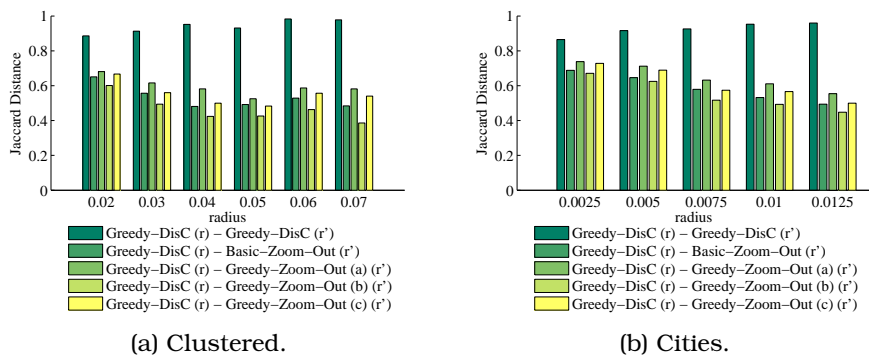 1
0.8
0.6
0.4
0.2
0
Jaccard Distance
0.02 0.03 0.04 0.05 0.06 0.07
radius
Greedy−DisC (r) − Greedy−DisC (r’)
Greedy−DisC (r) − Basic−Zoom−Out (r’)
Greedy−DisC (r) − Greedy−Zoom−Out (a) (r’)
Greedy−DisC (r) − Greedy−Zoom−Out (b) (r’)
Greedy−DisC (r) − Greedy−Zoom−Out (c) (r’)
(a) Clustered.
1
0.8
0.6
0.4
0.2
0
Jaccard Distance
0.0025 0.005 0.0075 0.01 0.0125
radius
Greedy−DisC (r) − Greedy−DisC (r’)
Greedy−DisC (r) − Basic−Zoom−Out (r’)
Greedy−DisC (r) − Greedy−Zoom−Out (a) (r’)
Greedy−DisC (r) − Greedy−Zoom−Out (b) (r’)
Greedy−DisC (r) − Greedy−Zoom−Out (c) (r’)
(b) Cities.